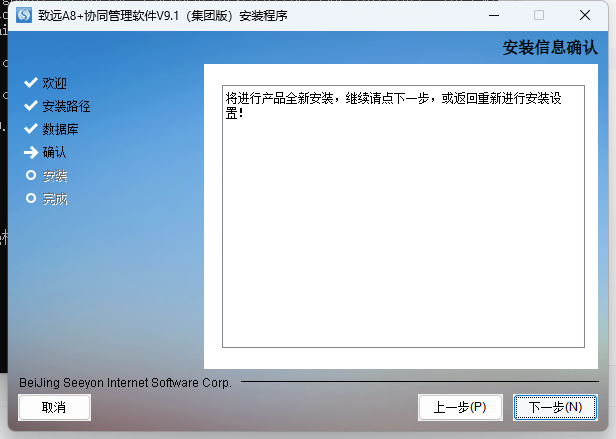 致远A8+协同管理软件V9.1（集团版）安装程序
安装信息确认
欢迎
安装路径
数据库
确认
安装
完成
将进行产品全新安装，继续请点下一步，或返回重新进行安装设
置！
BeiJing Seeyon Internet Software Corp.
取消
上一步(P)
下一步(N)